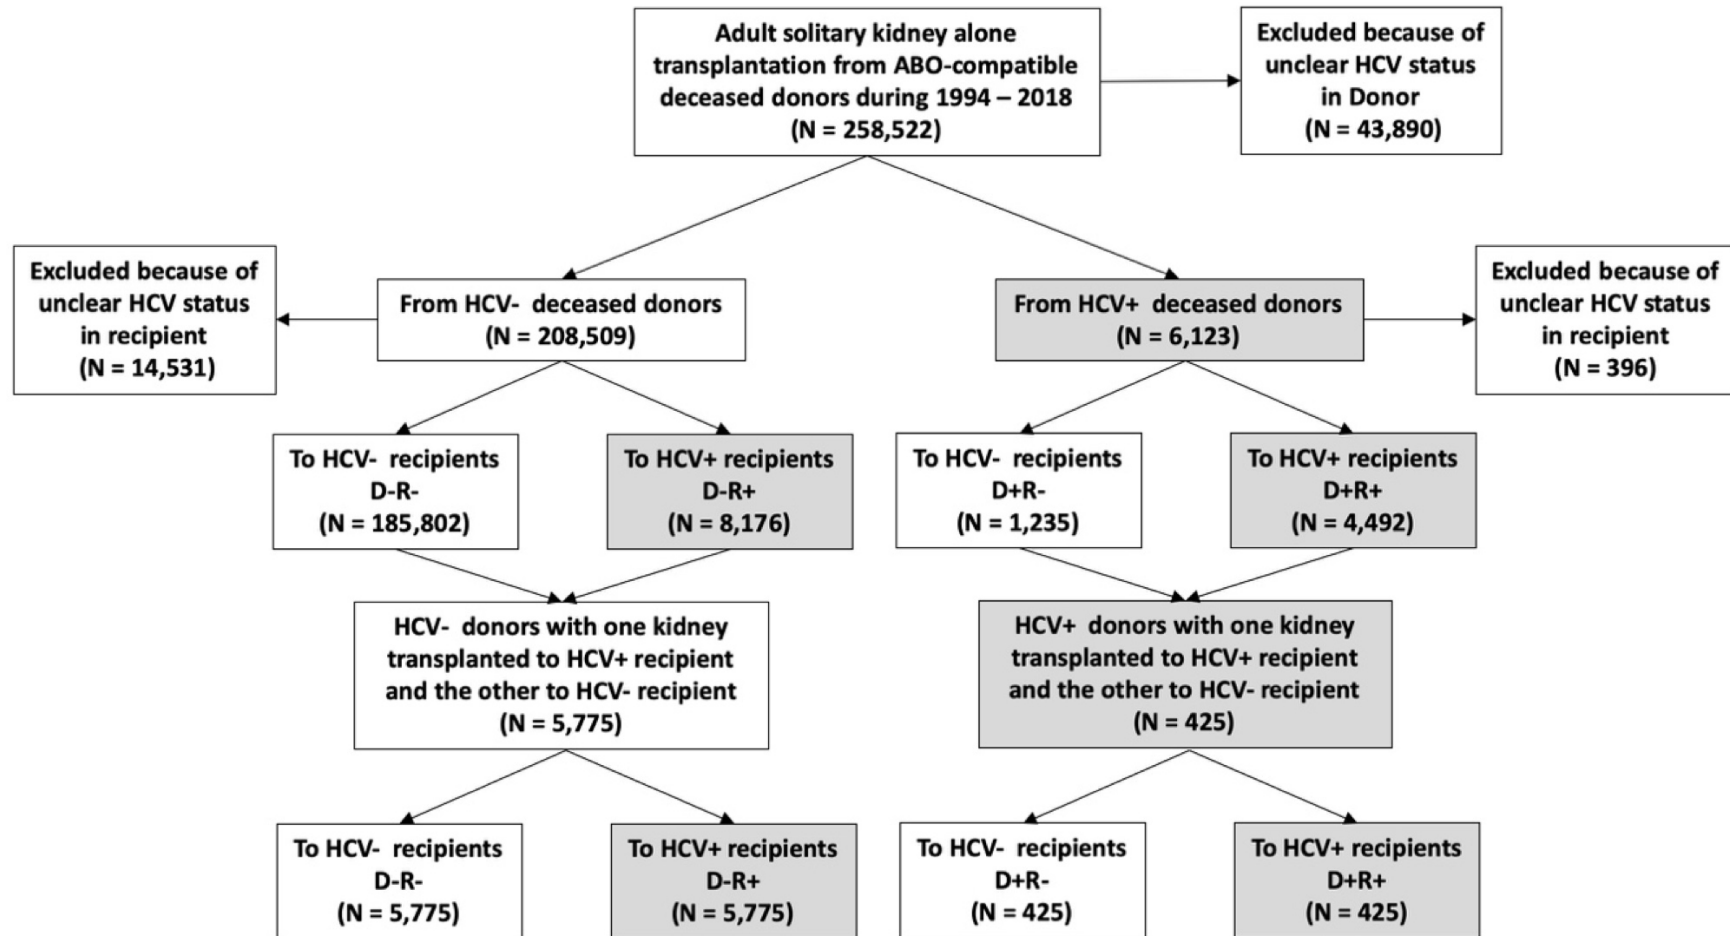 Adult solitary kidney alone
transplantation from ABO-compatible
deceased donors during 1994 – 2018
(N = 258,522)
Excluded because of
unclear HCV status
in Donor
(N = 43,890)
Excluded because of
unclear HCV status
in recipient
(N = 14,531)
From HCV- deceased donors
(N = 208,509)
From HCV+ deceased donors
(N = 6,123)
Excluded because of
unclear HCV status
in recipient
(N = 396)
To HCV- recipients
D-R-
(N = 185,802)
To HCV+ recipients
D-R+
(N = 8,176)
To HCV- recipients
D+R-
(N = 1,235)
To HCV+ recipients
D+R+
(N = 4,492)
HCV- donors with one kidney
transplanted to HCV+ recipient
and the other to HCV- recipient
(N = 5,775)
HCV+ donors with one kidney
transplanted to HCV+ recipient
and the other to HCV- recipient
(N = 425)
To HCV- recipients
D-R-
(N = 5,775)
To HCV+ recipients
D-R+
(N = 5,775)
To HCV- recipients
D+R-
(N = 425)
To HCV+ recipients
D+R+
(N = 425)